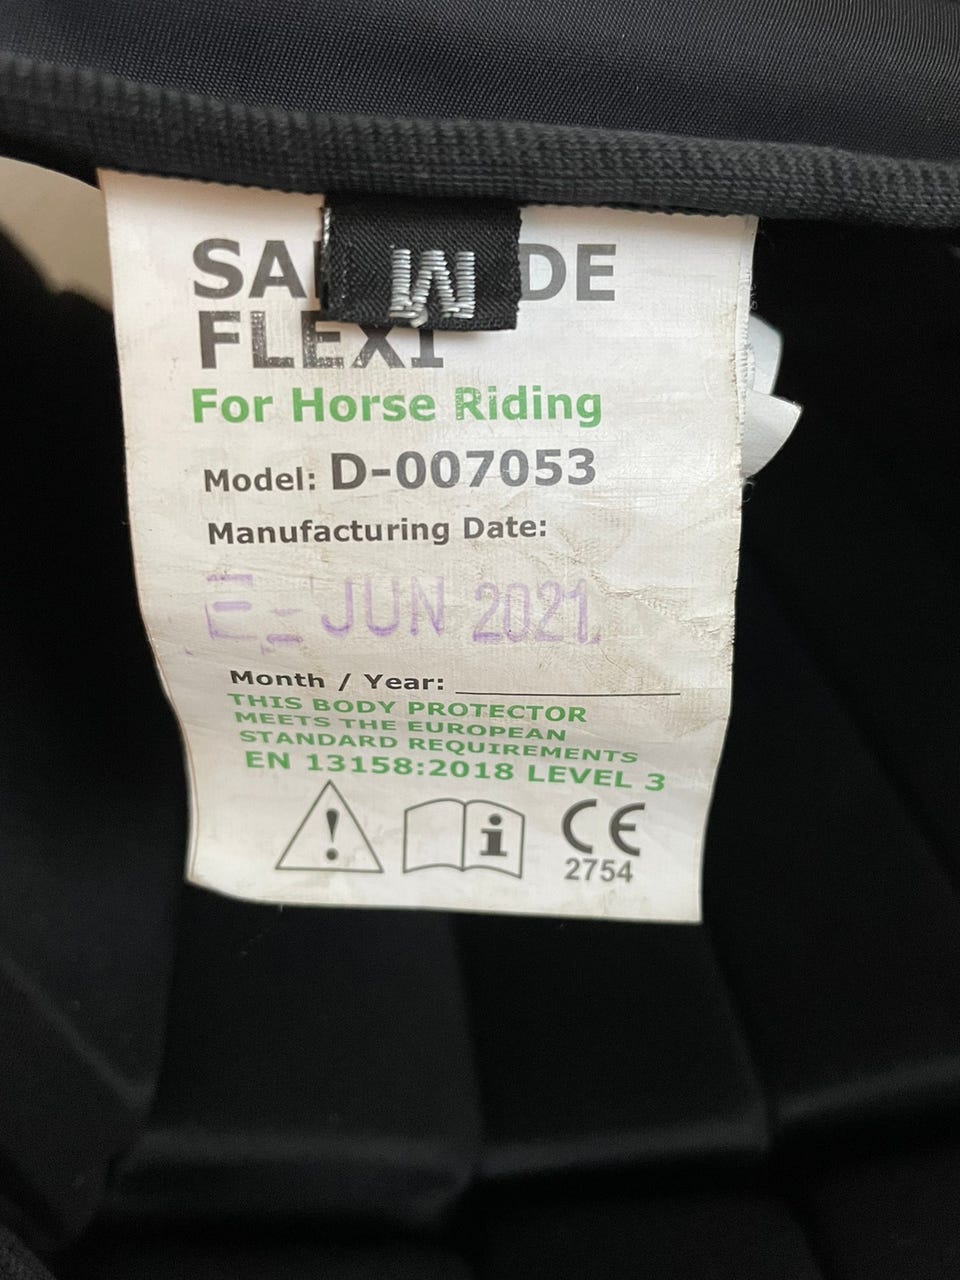 M
FLEXI
For Horse Riding
Model: D-007053
Manufacturing Date:
JUN 2021
Month / Year:
THIS BODY PROTECTOR
MEETS THE EUROPEAN
STANDARD REQUIREMENTS
EN 13158:2018 LEVEL 3
i
CE
2754